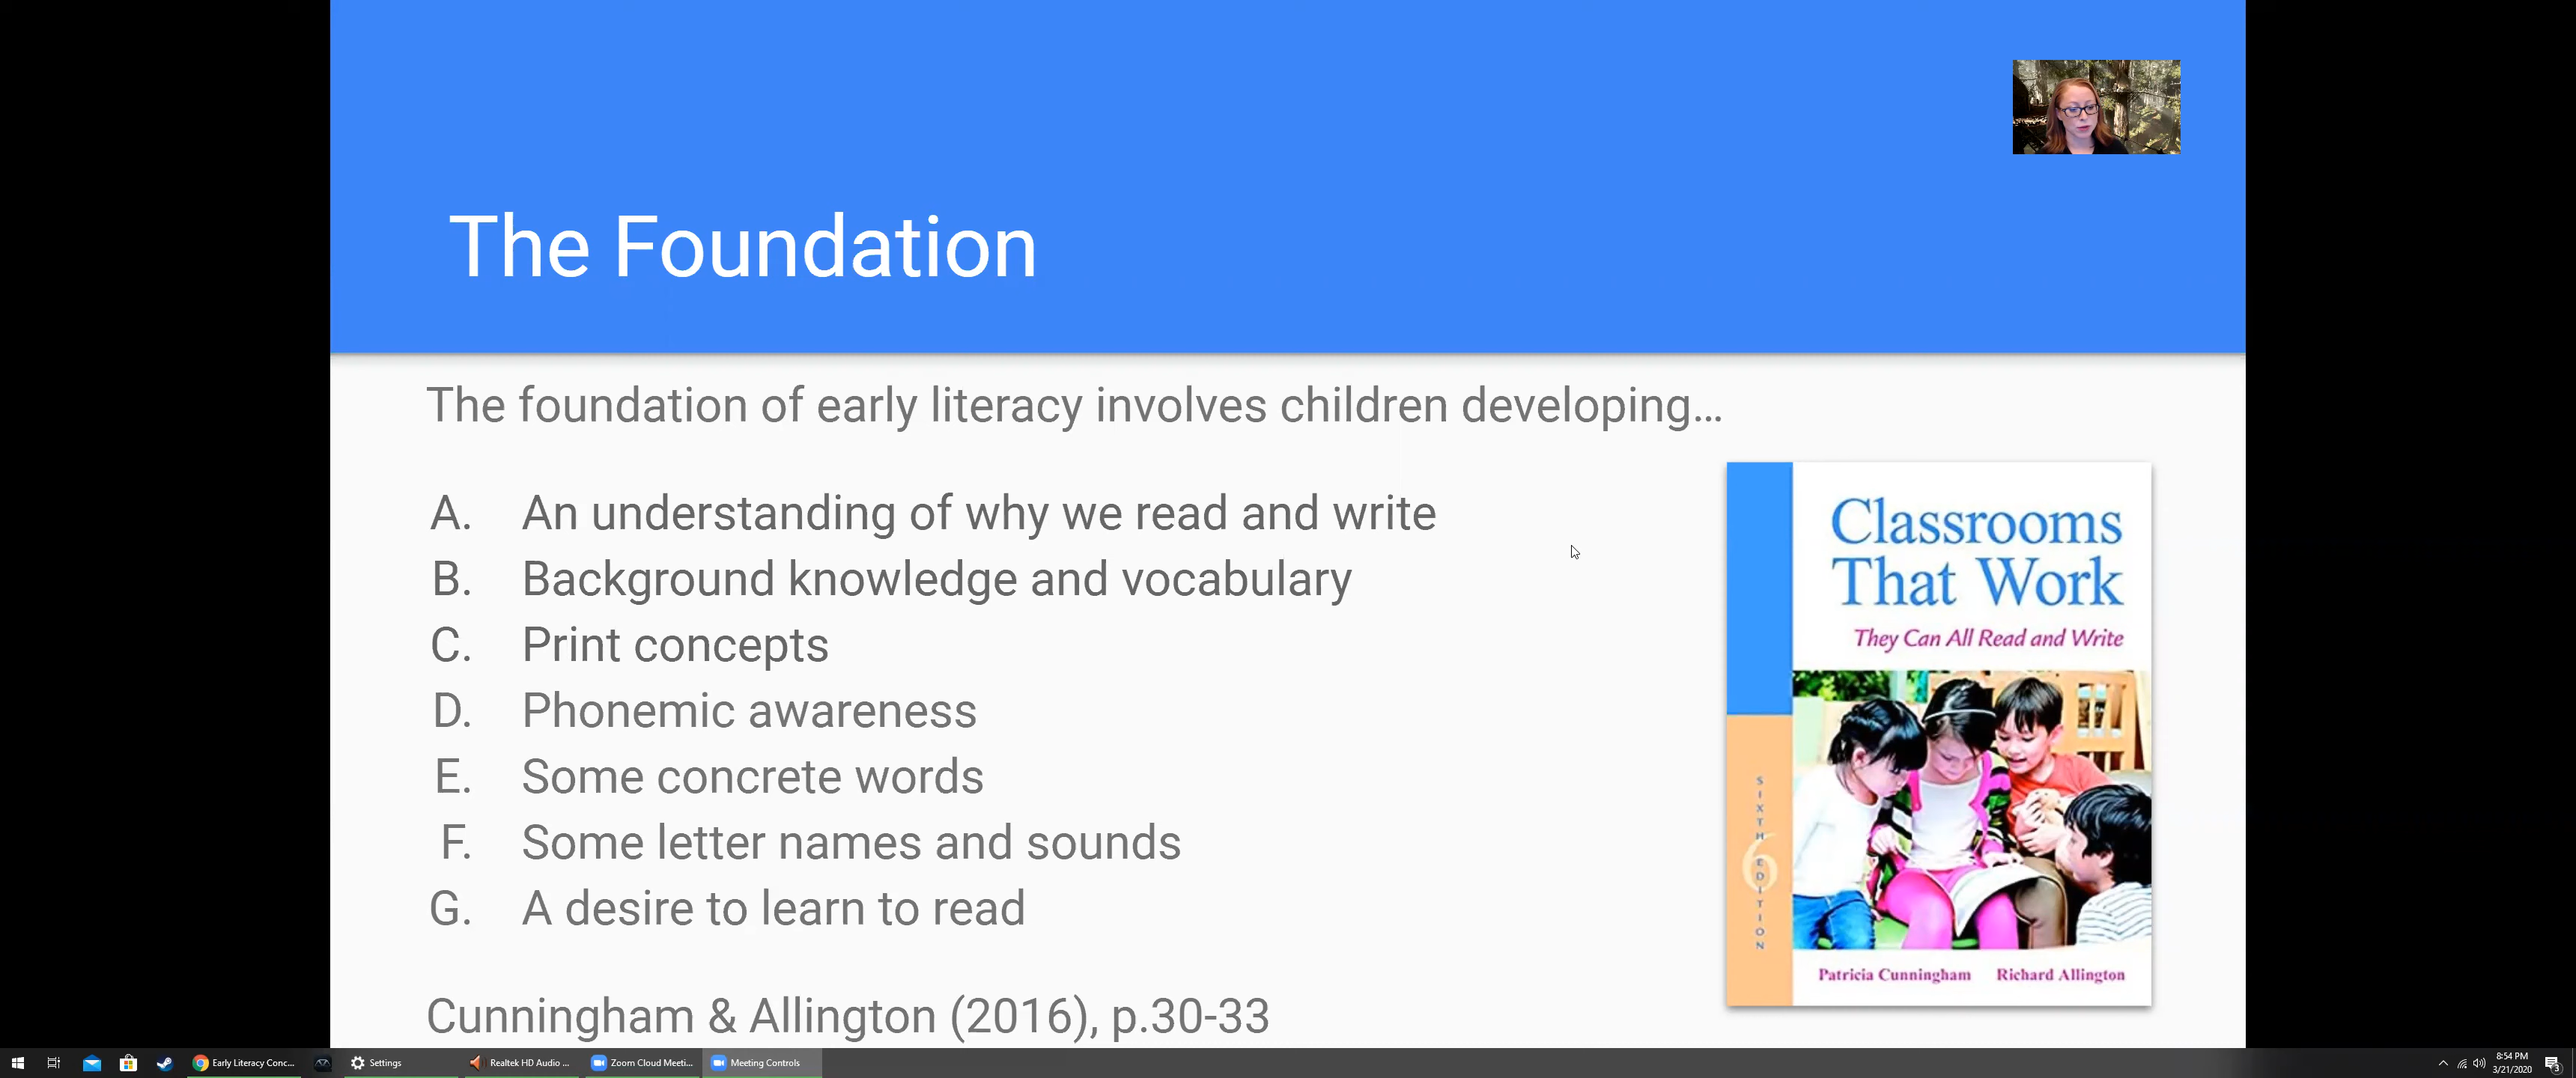 The Foundation
The foundation of early literacy involves children developing...
A. An understanding of why we read and write
B. Background knowledge and vocabulary
C. Print concepts
D. Phonemic awareness
E. Some concrete words
F. Some letter names and sounds
G. A desire to learn to read
Cunningham & Allington (2016), p.30-33
Classrooms
That Work
They Can All Read and Write
SIXTH EDITION
6
Patricia Cunningham Richard Allington
Early Literacy Conc... Settings Realtek HD Audio ... Zoom Cloud Meeti... Meeting Controls
8:54 PM
3/21/2020
3